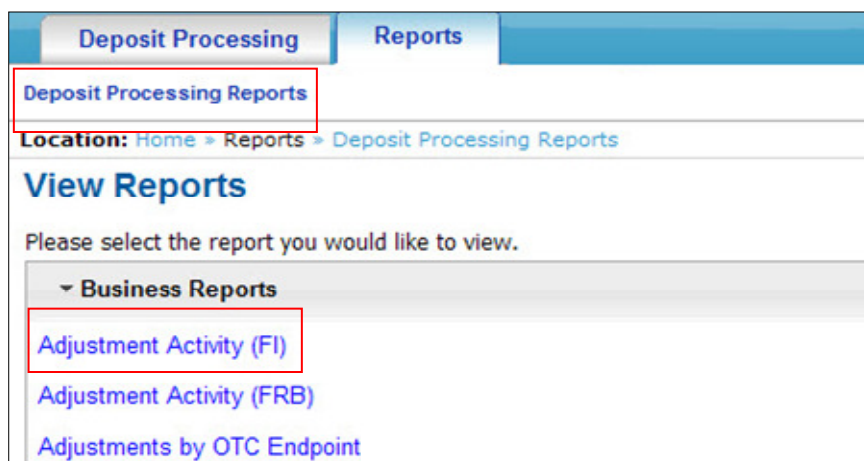 Deposit Processing Reports
Deposit Processing Reports
Location: Home » Reports » Deposit Processing Reports
View Reports
Please select the report you would like to view.
Business Reports
Adjustment Activity (FI)
Adjustment Activity (FRB)
Adjustments by OTC Endpoint